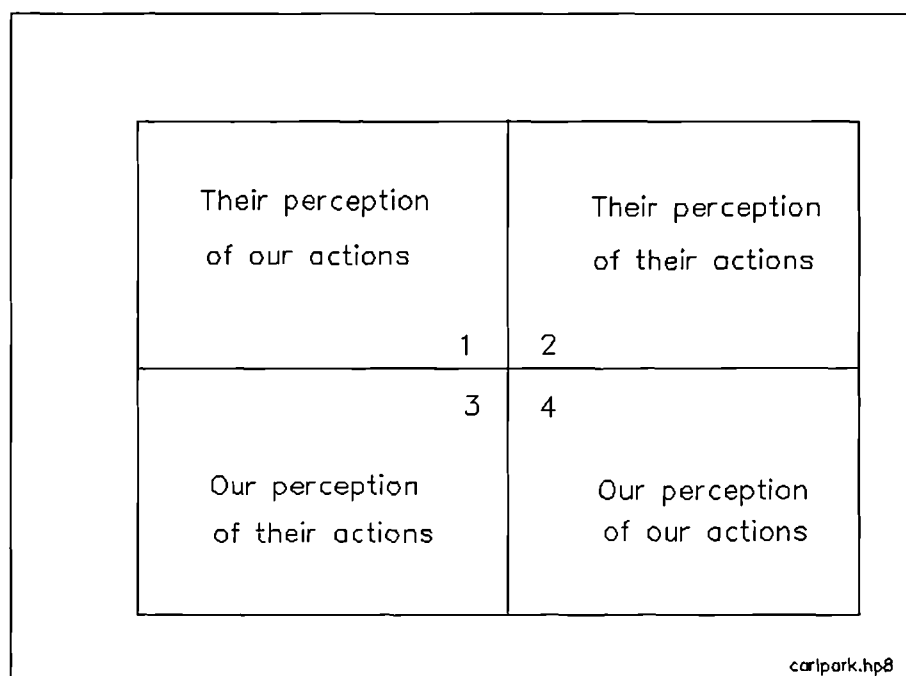 Their perception
of our actions
1
Their perception
of their actions
2
3
Our perception
of their actions
4
Our perception
of our actions
carlpark.hp8